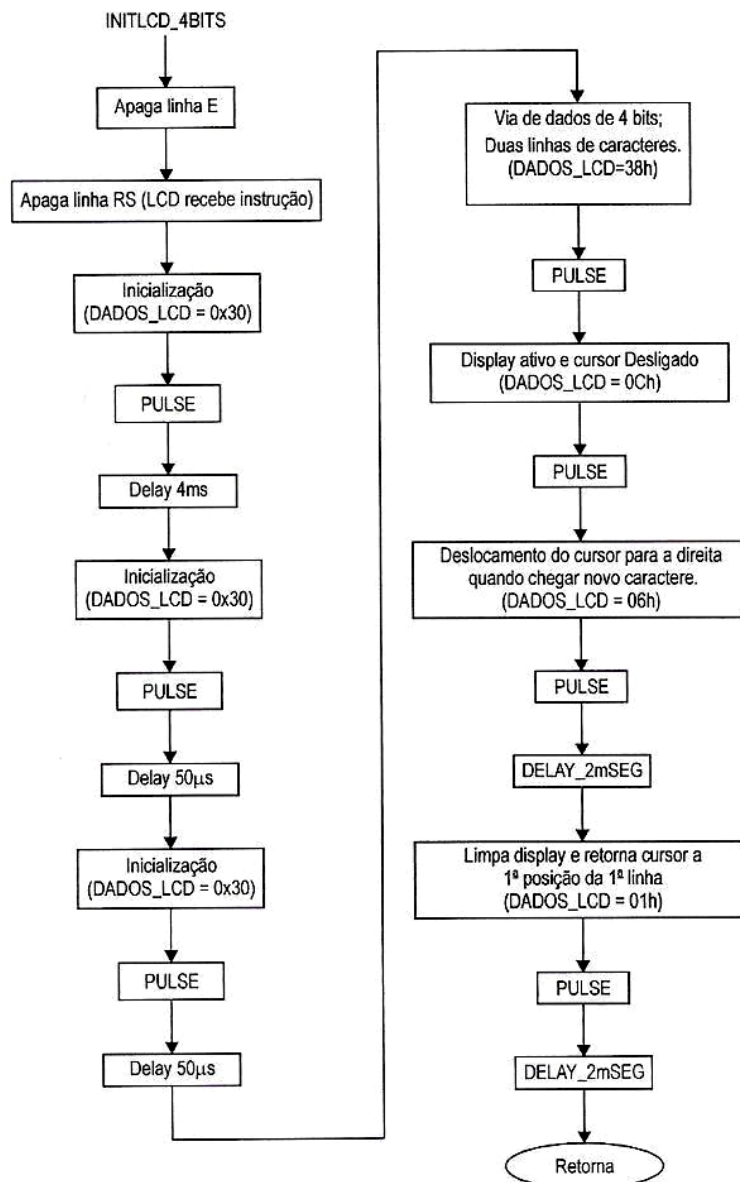 INITLCD_4BITS
Apaga linha E
Apaga linha RS (LCD recebe instrução)
Inicialização
(DADOS_LCD = 0x30)
PULSE
Delay 4ms
Inicialização
(DADOS_LCD = 0x30)
PULSE
Delay 50µs
Inicialização
(DADOS_LCD = 0x30)
PULSE
Delay 50µs
Via de dados de 4 bits;
Duas linhas de caracteres.
(DADOS_LCD=38h)
PULSE
Display ativo e cursor Desligado
(DADOS_LCD = 0Ch)
PULSE
Deslocamento do cursor para a direita
quando chegar novo caractere.
(DADOS_LCD = 06h)
PULSE
DELAY_2mSEG
Limpa display e retorna cursor a
1ª posição da 1ª linha
(DADOS_LCD = 01h)
PULSE
DELAY_2mSEG
Retorna